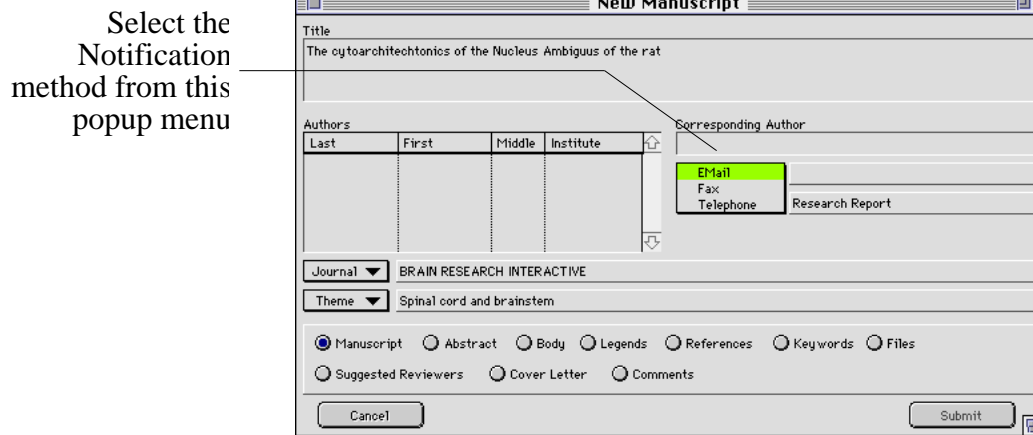 Select the
Notification
method from this
popup menu
New Manuscript
Title
The cytoarchitechtonics of the Nucleus Ambiguus of the rat
Authors
Corresponding Author
Last First Middle Institute
EMail
Fax
Telephone
Research Report
Journal BRAIN RESEARCH INTERACTIVE
Theme Spinal cord and brainstem
Manuscript Abstract Body Legends References Keywords Files
Suggested Reviewers Cover Letter Comments
Cancel Submit